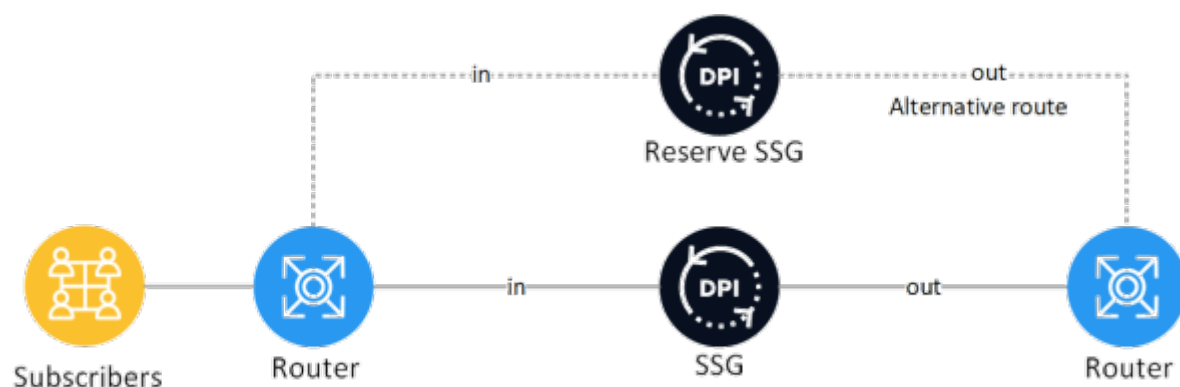 in
DPI
out
Alternative route
Reserve SSG
in
DPI
out
Subscribers
Router
SSG
Router